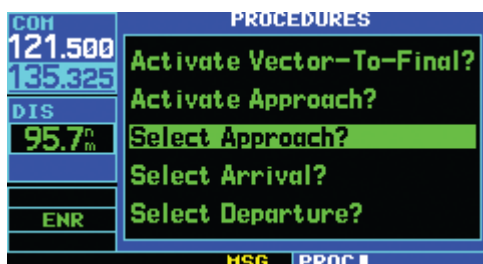 COM
121.500
135.325
DIS
95.7nm
ENR
PROCEDURES
Activate Vector-To-Final?
Activate Approach?
Select Approach?
Select Arrival?
Select Departure?
MSG PROC